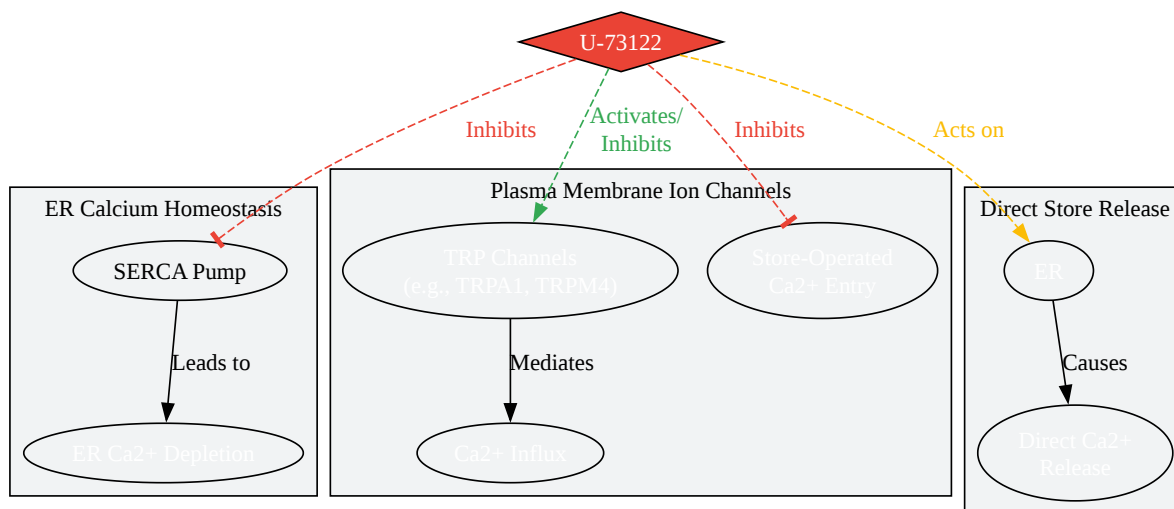 U-73122
Inhibits
Activates/
Inhibits
Inhibits
Acts on
ER Calcium Homeostasis
SERCA Pump
Leads to
ER Ca2+ Depletion
Plasma Membrane Ion Channels
TRP Channels
(e.g., TRPA1, TRPM4)
Store-Operated
Ca2+ Entry
Mediates
Ca2+ Influx
Direct Store Release
ER
Causes
Direct Ca2+
Release